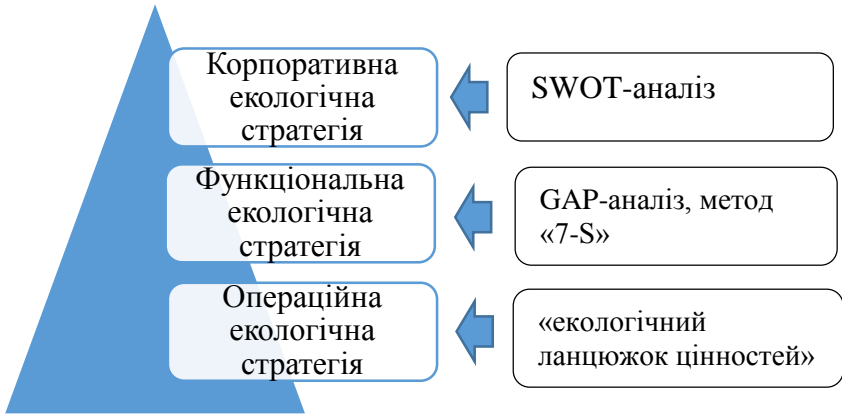 Корпоративна
екологічна
стратегія
SWOT-аналіз
Функціональна
екологічна
стратегія
GAP-аналіз, метод
«7-S»
Операційна
екологічна
стратегія
«екологічний
ланцюжок цінностей»